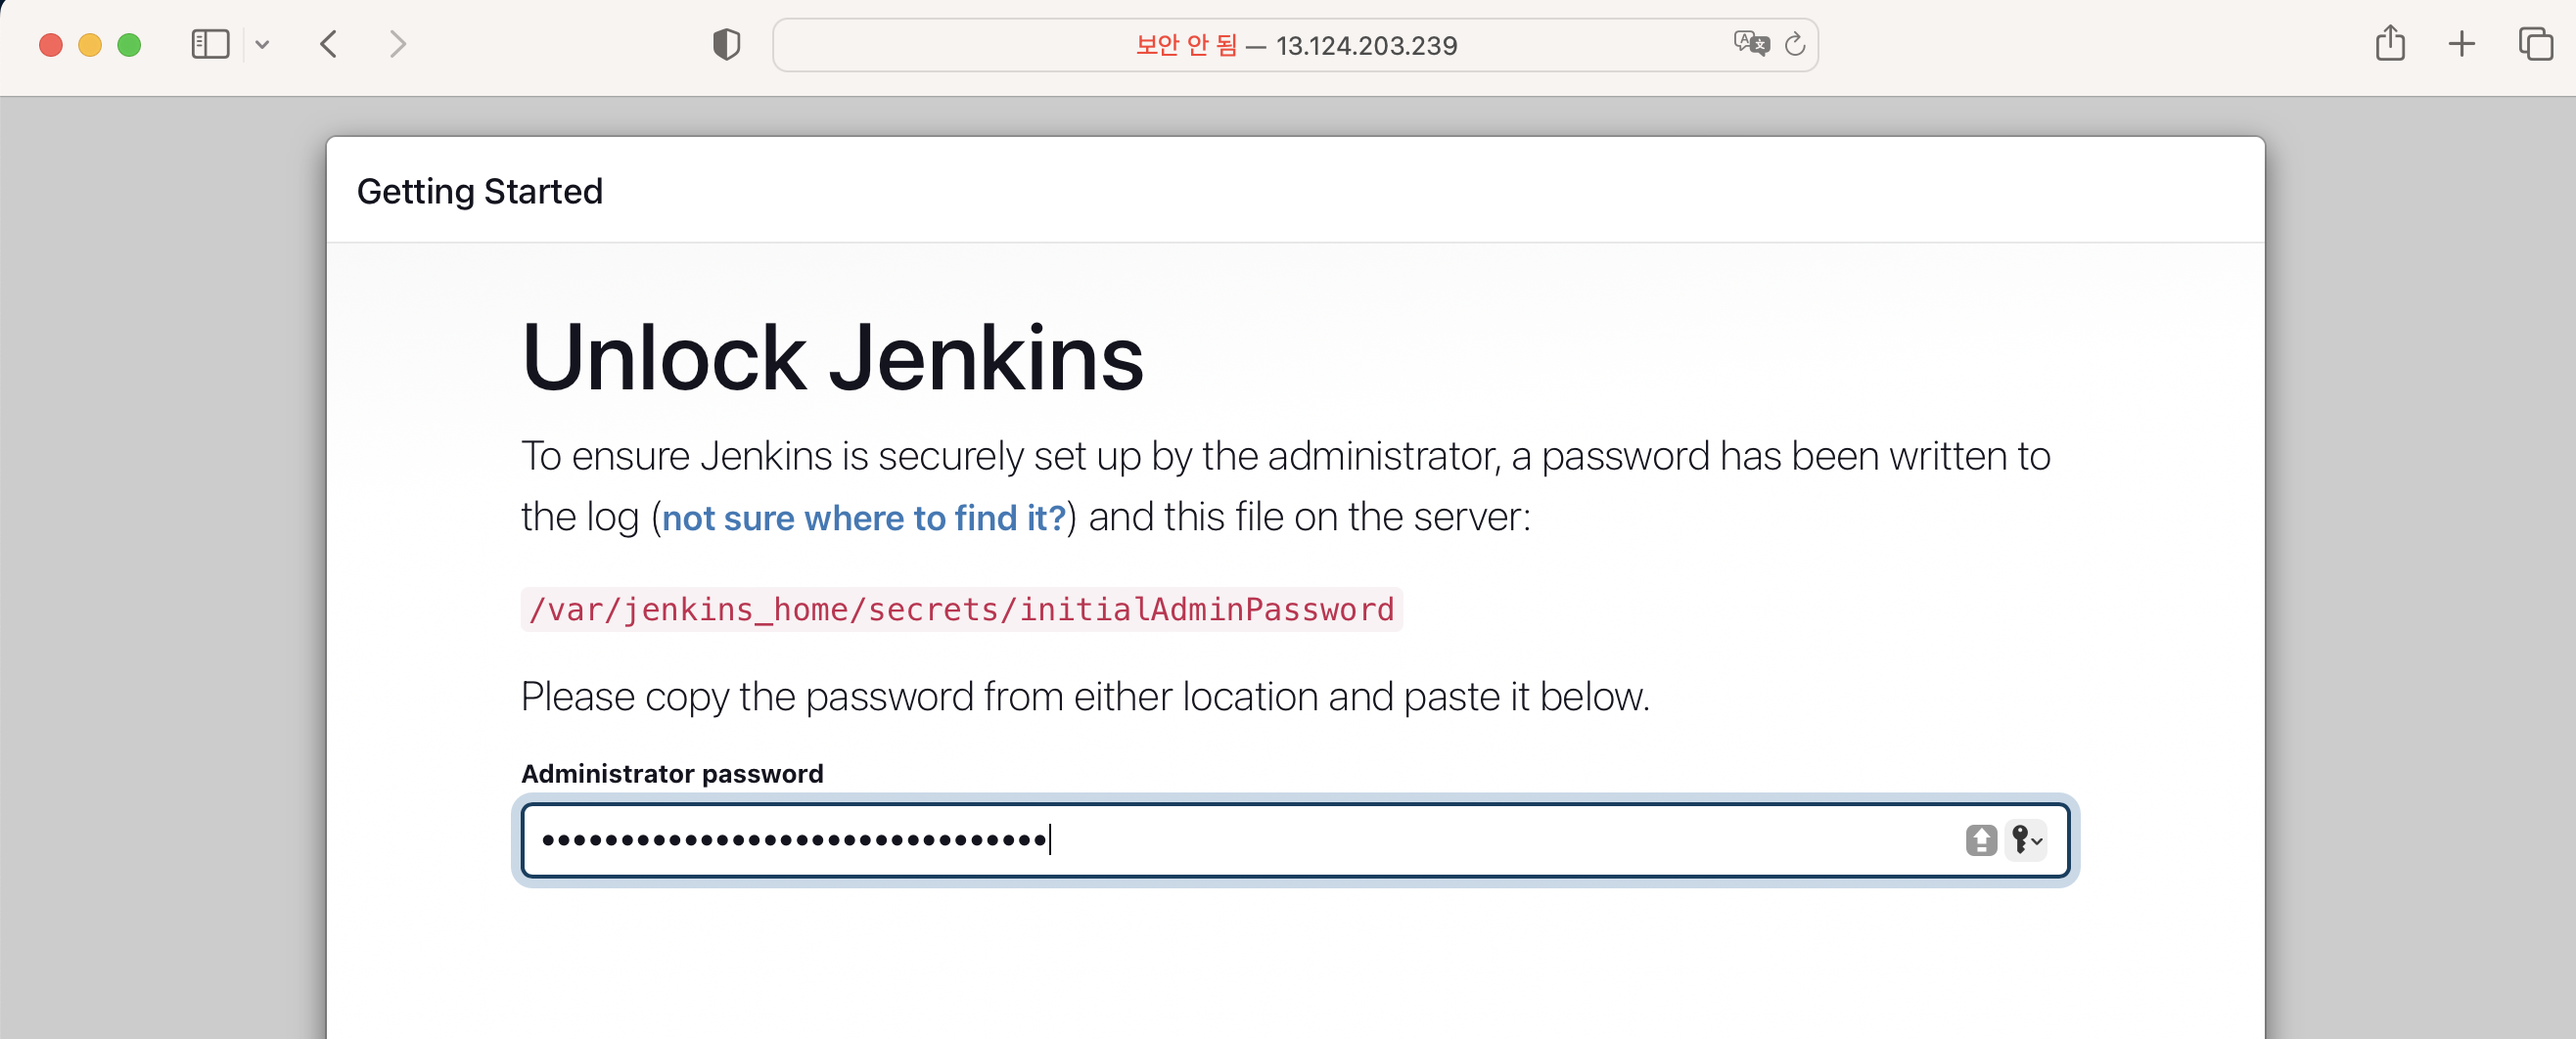 보안 안 됨 — 13.124.203.239
Getting Started
Unlock Jenkins
To ensure Jenkins is securely set up by the administrator, a password has been written to
the log (not sure where to find it?) and this file on the server:
/var/jenkins_home/secrets/initialAdminPassword
Please copy the password from either location and paste it below.
Administrator password
••••••••••••••••••••••••••••••••